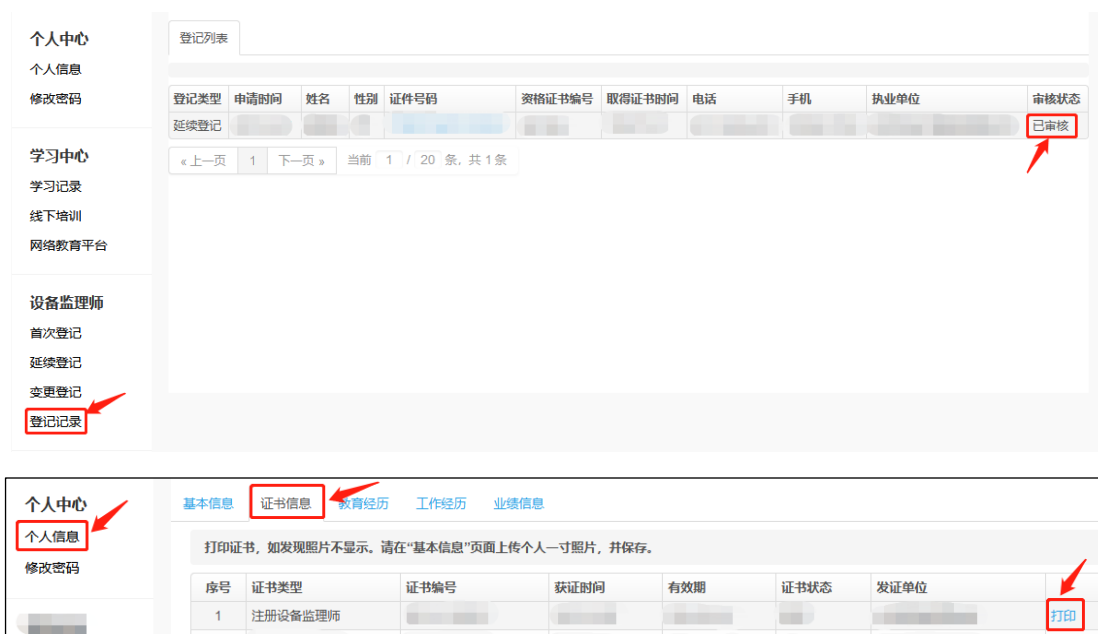 个人中心
个人信息
修改密码
学习中心
学习记录
线下培训
网络教育平台
设备监理师
首次登记
延续登记
变更登记
登记记录
登记列表
登记类型 申请时间 姓名 性别 证件号码 资格证书编号 取得证书时间 电话 手机 执业单位 审核状态
延续登记 已审核
« 上一页 1 下一页 » 当前 1 / 20 条, 共 1 条
个人中心
个人信息
修改密码
基本信息 证书信息 教育经历 工作经历 业绩信息
打印证书，如发现照片不显示。请在“基本信息”页面上传个人一寸照片，并保存。
序号 证书类型 证书编号 获证时间 有效期 证书状态 发证单位
1 注册设备监理师 打印